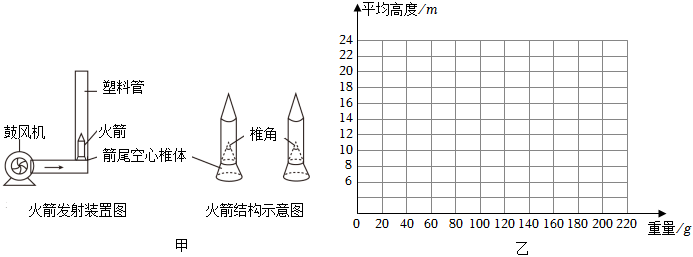 塑料管
鼓风机
火箭
箭尾空心椎体
椎角
火箭发射装置图
火箭结构示意图
甲
平均高度/m
24
22
20
18
16
14
12
10
8
6
0 20 40 60 80 100 120 140 160 180 200 220
重量/g
乙